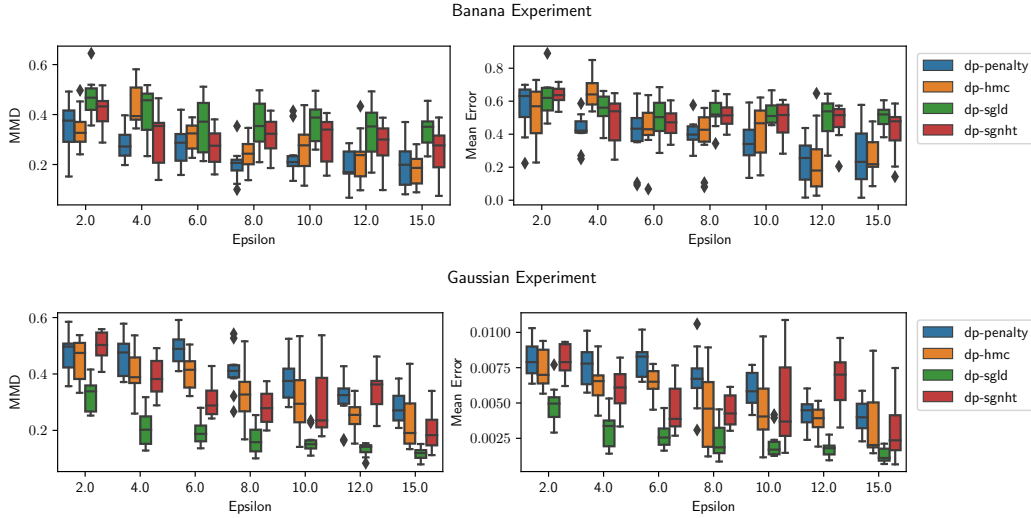 Banana Experiment
0.6
0.4
0.2
MMD
2.0 4.0 6.0 8.0 10.0 12.0 15.0
Epsilon
0.8
0.6
0.4
0.2
0.0
Mean Error
2.0 4.0 6.0 8.0 10.0 12.0 15.0
Epsilon
dp-penalty
dp-hmc
dp-sgld
dp-sgnht
Gaussian Experiment
0.6
0.4
0.2
MMD
2.0 4.0 6.0 8.0 10.0 12.0 15.0
Epsilon
0.0100
0.0075
0.0050
0.0025
Mean Error
2.0 4.0 6.0 8.0 10.0 12.0 15.0
Epsilon
dp-penalty
dp-hmc
dp-sgld
dp-sgnht